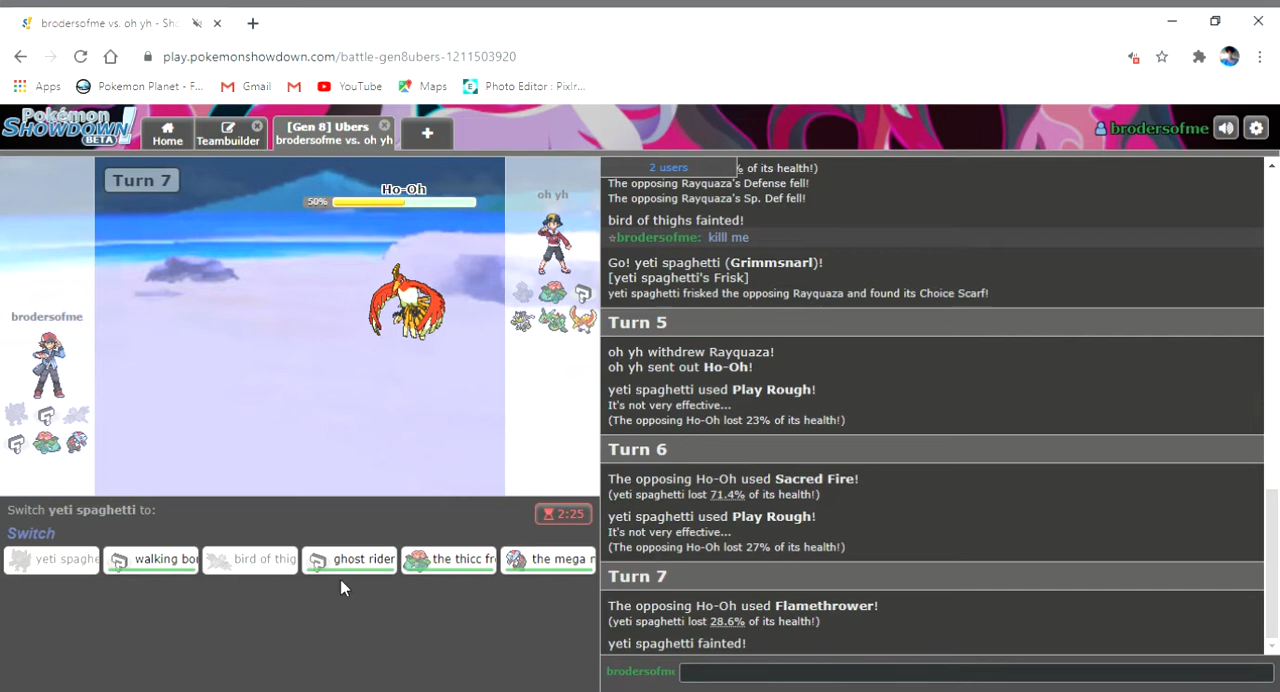 brodersofme vs. oh yh - Sho
play.pokemonshowdown.com/battle-gen8ubers-1211503920
Apps
Pokemon Planet - F...
Gmail
YouTube
Maps
Photo Editor : Pixlr...
Pokémon
SHOWDOWN!
BETA
Home
Teambuilder
[Gen 8] Ubers
brodersofme vs. oh yh
brodersofme
Turn 7
Ho-Oh
50%
oh yh
brodersofme
2 users
% of its health!)
The opposing Rayquaza's Defense fell!
The opposing Rayquaza's Sp. Def fell!
bird of thighs fainted!
☆brodersofme: killl me
Go! yeti spaghetti (Grimmsnarl)!
[yeti spaghetti's Frisk]
yeti spaghetti frisked the opposing Rayquaza and found its Choice Scarf!
Turn 5
oh yh withdrew Rayquaza!
oh yh sent out Ho-Oh!
yeti spaghetti used Play Rough!
It's not very effective...
(The opposing Ho-Oh lost 23% of its health!)
Turn 6
The opposing Ho-Oh used Sacred Fire!
(yeti spaghetti lost 71.4% of its health!)
yeti spaghetti used Play Rough!
It's not very effective...
(The opposing Ho-Oh lost 27% of its health!)
Turn 7
The opposing Ho-Oh used Flamethrower!
(yeti spaghetti lost 28.6% of its health!)
yeti spaghetti fainted!
Switch yeti spaghetti to:
2:25
Switch
yeti spaghe
walking bo
bird of thig
ghost rider
the thicc fr
the mega
brodersofme